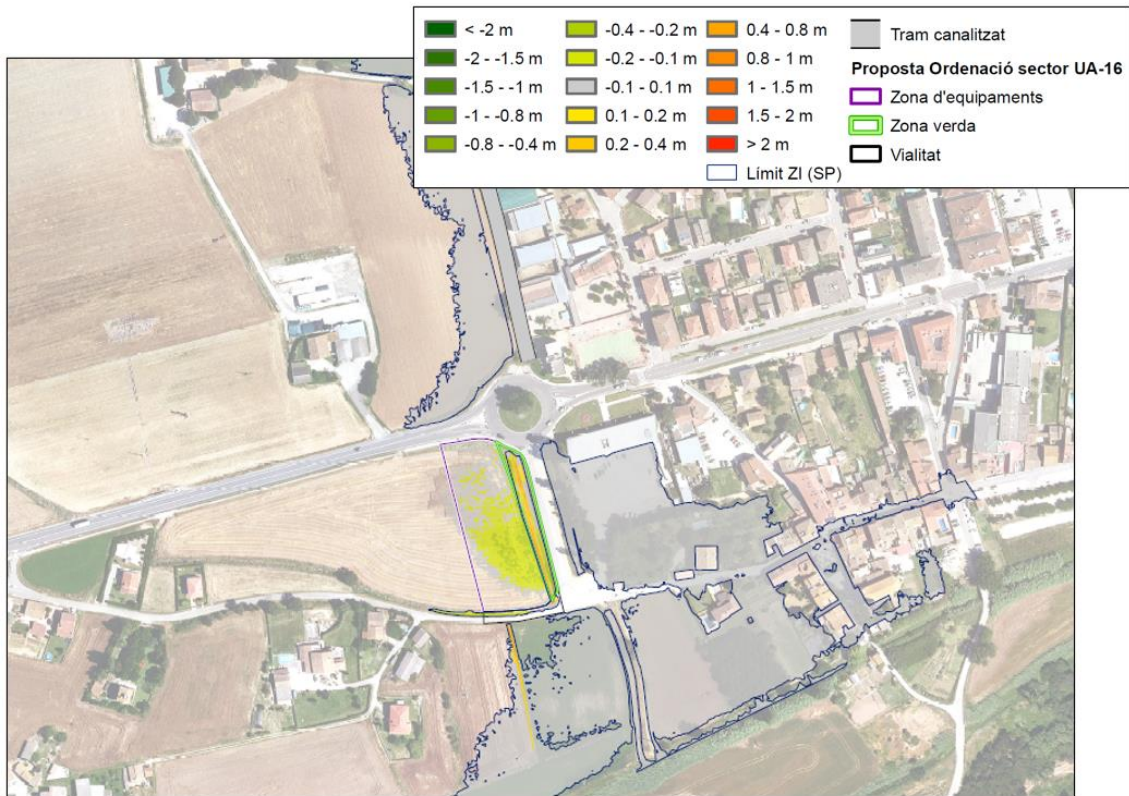 < -2 m
-2 - -1.5 m
-1.5 - -1 m
-1 - -0.8 m
-0.8 - -0.4 m
-0.4 - -0.2 m
-0.2 - -0.1 m
-0.1 - 0.1 m
0.1 - 0.2 m
0.2 - 0.4 m
0.4 - 0.8 m
0.8 - 1 m
1 - 1.5 m
1.5 - 2 m
> 2 m
Límit ZI (SP)
Tram canalitzat
Proposta Ordenació sector UA-16
Zona d'equipaments
Zona verda
Vialitat